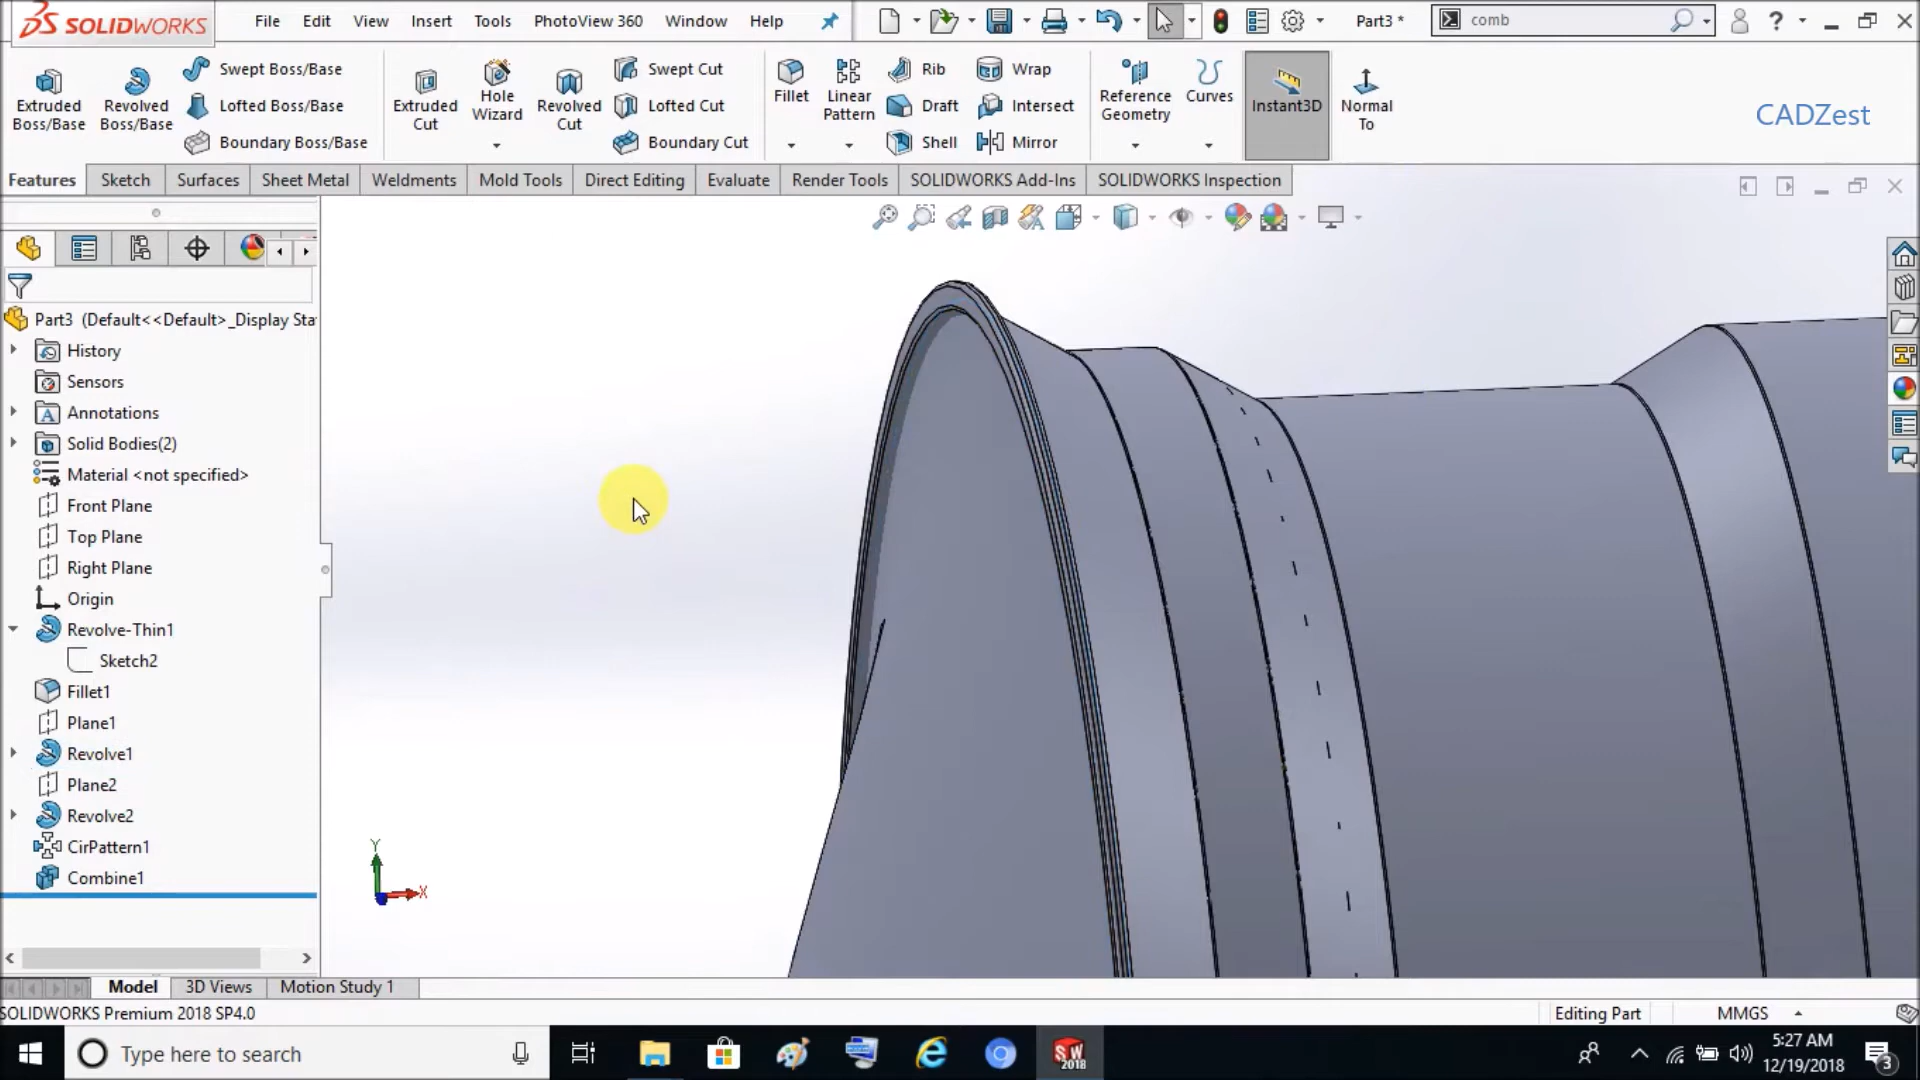 SOLIDWORKS File Edit View Insert Tools PhotoView 360 Window Help Part3 * comb ?
Extruded Boss/Base
Revolved Boss/Base
Swept Boss/Base
Lofted Boss/Base
Boundary Boss/Base
Extruded Cut
Hole Wizard
Revolved Cut
Swept Cut
Lofted Cut
Boundary Cut
Fillet
Linear Pattern
Rib
Draft
Shell
Wrap
Intersect
Mirror
Reference Geometry
Curves
Instant3D
Normal To
CADZest
Features Sketch Surfaces Sheet Metal Weldments Mold Tools Direct Editing Evaluate Render Tools SOLIDWORKS Add-Ins SOLIDWORKS Inspection
Part3 (Default<<Default>_Display Sta
History
Sensors
Annotations
Solid Bodies(2)
Material <not specified>
Front Plane
Top Plane
Right Plane
Origin
Revolve-Thin1
Sketch2
Fillet1
Plane1
Revolve1
Plane2
Revolve2
CirPattern1
Combine1
Y
X
Model 3D Views Motion Study 1
SOLIDWORKS Premium 2018 SP4.0 Editing Part MMGS
Type here to search
SW 2018
5:27 AM
12/19/2018
3